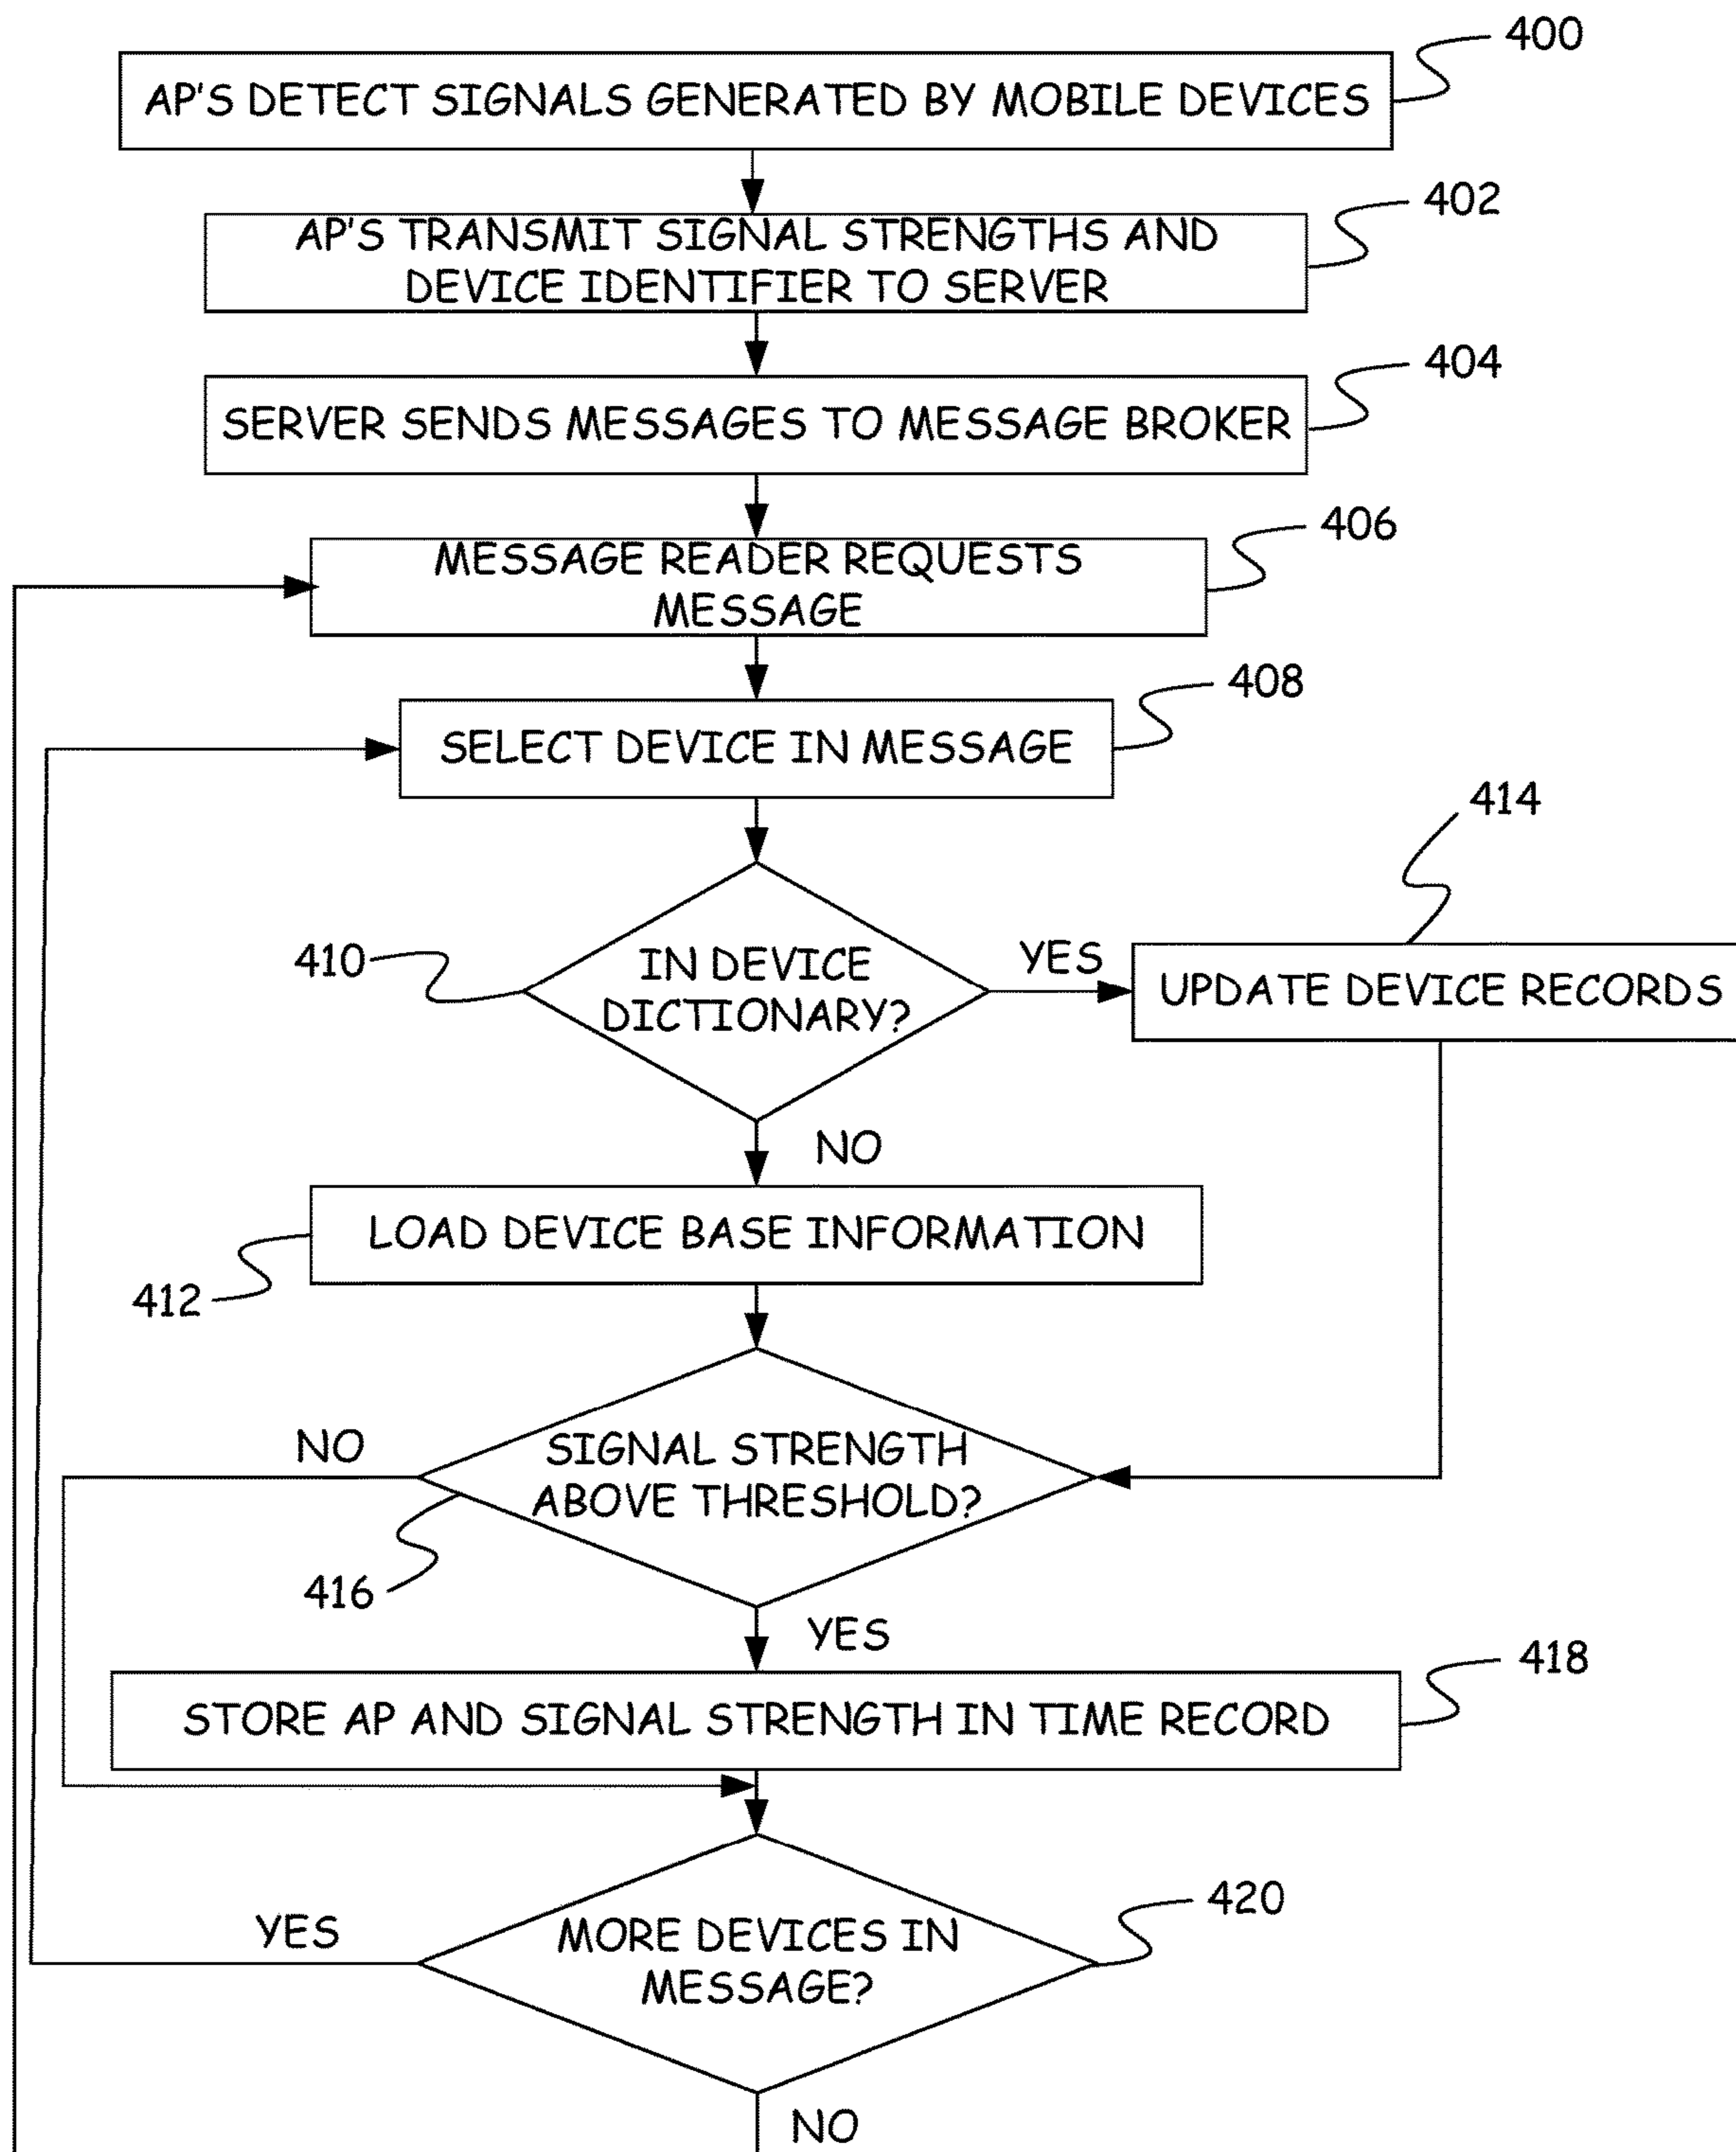 400
AP'S DETECT SIGNALS GENERATED BY MOBILE DEVICES
402
AP'S TRANSMIT SIGNAL STRENGTHS AND
DEVICE IDENTIFIER TO SERVER
404
SERVER SENDS MESSAGES TO MESSAGE BROKER
406
MESSAGE READER REQUESTS
MESSAGE
408
SELECT DEVICE IN MESSAGE
414
410
IN DEVICE
DICTIONARY?
YES
UPDATE DEVICE RECORDS
NO
LOAD DEVICE BASE INFORMATION
412
NO
SIGNAL STRENGTH
ABOVE THRESHOLD?
416
YES
418
STORE AP AND SIGNAL STRENGTH IN TIME RECORD
420
YES
MORE DEVICES IN
MESSAGE?
NO